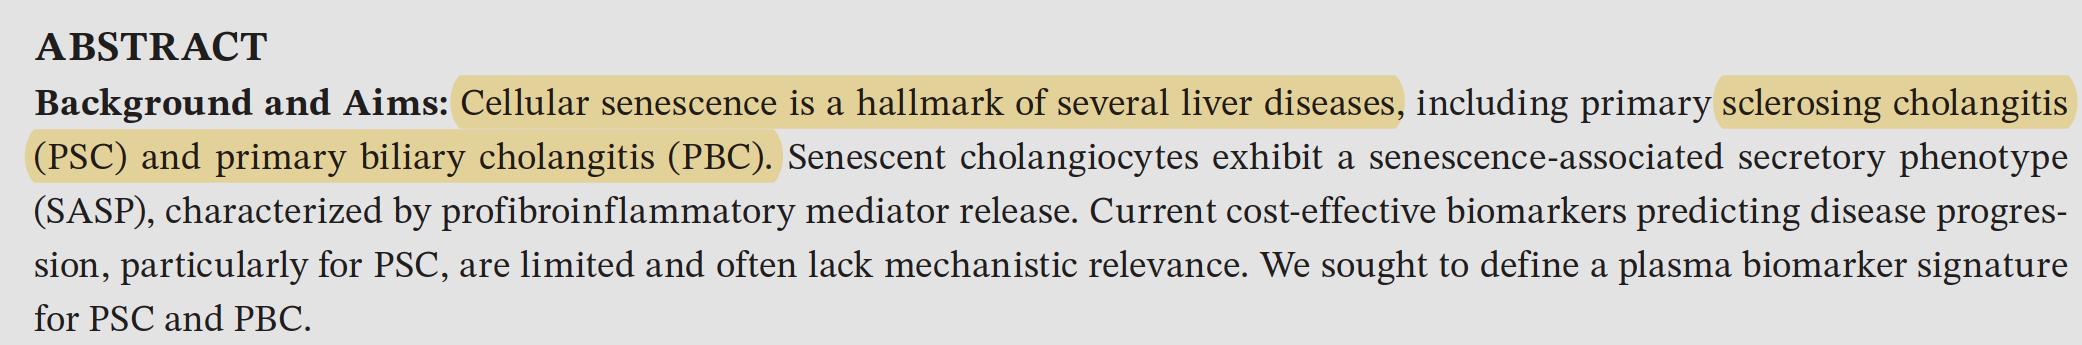 ABSTRACT
Background and Aims: Cellular senescence is a hallmark of several liver diseases, including primary sclerosing cholangitis
(PSC) and primary biliary cholangitis (PBC). Senescent cholangiocytes exhibit a senescence-associated secretory phenotype
(SASP), characterized by profibroinflammatory mediator release. Current cost-effective biomarkers predicting disease progres-
sion, particularly for PSC, are limited and often lack mechanistic relevance. We sought to define a plasma biomarker signature
for PSC and PBC.